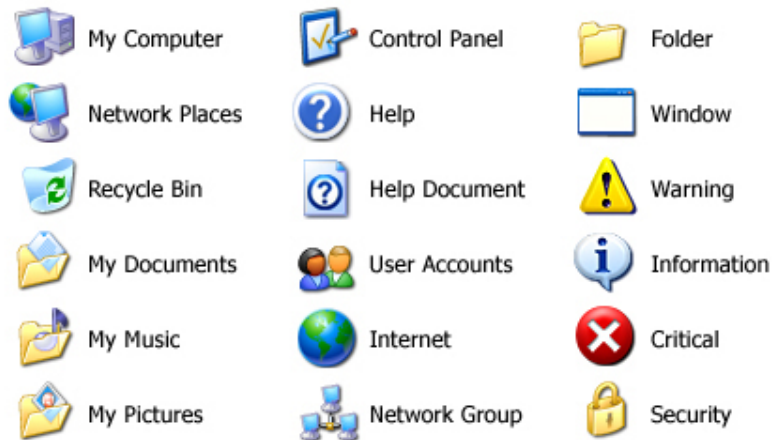 My Computer
Control Panel
Folder
Network Places
Help
Window
Recycle Bin
Help Document
Warning
My Documents
User Accounts
Information
My Music
Internet
Critical
My Pictures
Network Group
Security